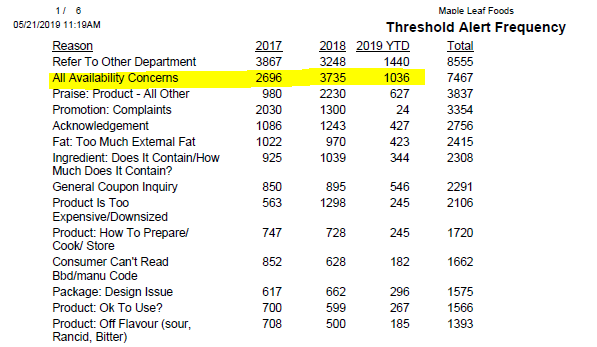 1 / 6 Maple Leaf Foods
05/21/2019 11:19AM Threshold Alert Frequency
Reason 2017 2018 2019 YTD Total
Refer To Other Department 3867 3248 1440 8555
All Availability Concerns 2696 3735 1036 7467
Praise: Product - All Other 980 2230 627 3837
Promotion: Complaints 2030 1300 24 3354
Acknowledgement 1086 1243 427 2756
Fat: Too Much External Fat 1022 970 423 2415
Ingredient: Does It Contain/How 925 1039 344 2308
Much Does It Contain?
General Coupon Inquiry 850 895 546 2291
Product Is Too 563 1298 245 2106
Expensive/Downsized
Product: How To Prepare/ 747 728 245 1720
Cook/ Store
Consumer Can't Read 852 628 182 1662
Bbd/manu Code
Package: Design Issue 617 662 296 1575
Product: Ok To Use? 700 599 267 1566
Product: Off Flavour (sour, 708 500 185 1393
Rancid, Bitter)